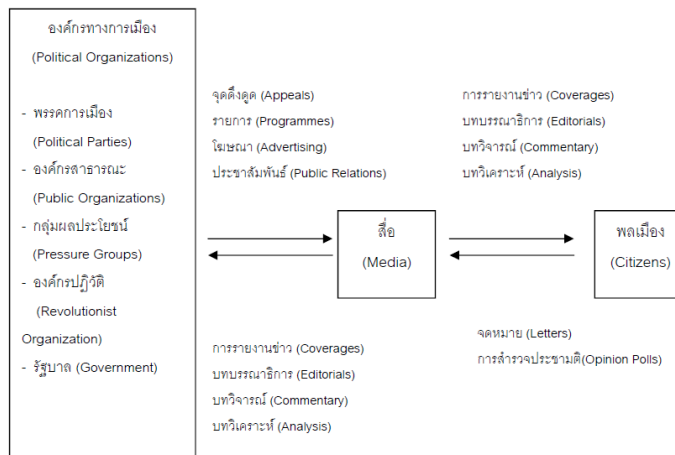 องค์กรทางการเมือง
(Political Organizations)
- พรรคการเมือง
(Political Parties)
- องค์กรสาธารณะ
(Public Organizations)
- กลุ่มผลประโยชน์
(Pressure Groups)
- องค์กรปฏิวัติ
(Revolutionist
Organization)
- รัฐบาล (Government)
จุดดึงดูด (Appeals)
รายการ (Programmes)
โฆษณา (Advertising)
ประชาสัมพันธ์ (Public Relations)
การรายงานข่าว (Coverages)
บทบรรณาธิการ (Editorials)
บทวิจารณ์ (Commentary)
บทวิเคราะห์ (Analysis)
สื่อ
(Media)
พลเมือง
(Citizens)
การรายงานข่าว (Coverages)
บทบรรณาธิการ (Editorials)
บทวิจารณ์ (Commentary)
บทวิเคราะห์ (Analysis)
จดหมาย (Letters)
การสำรวจประชามติ(Opinion Polls)